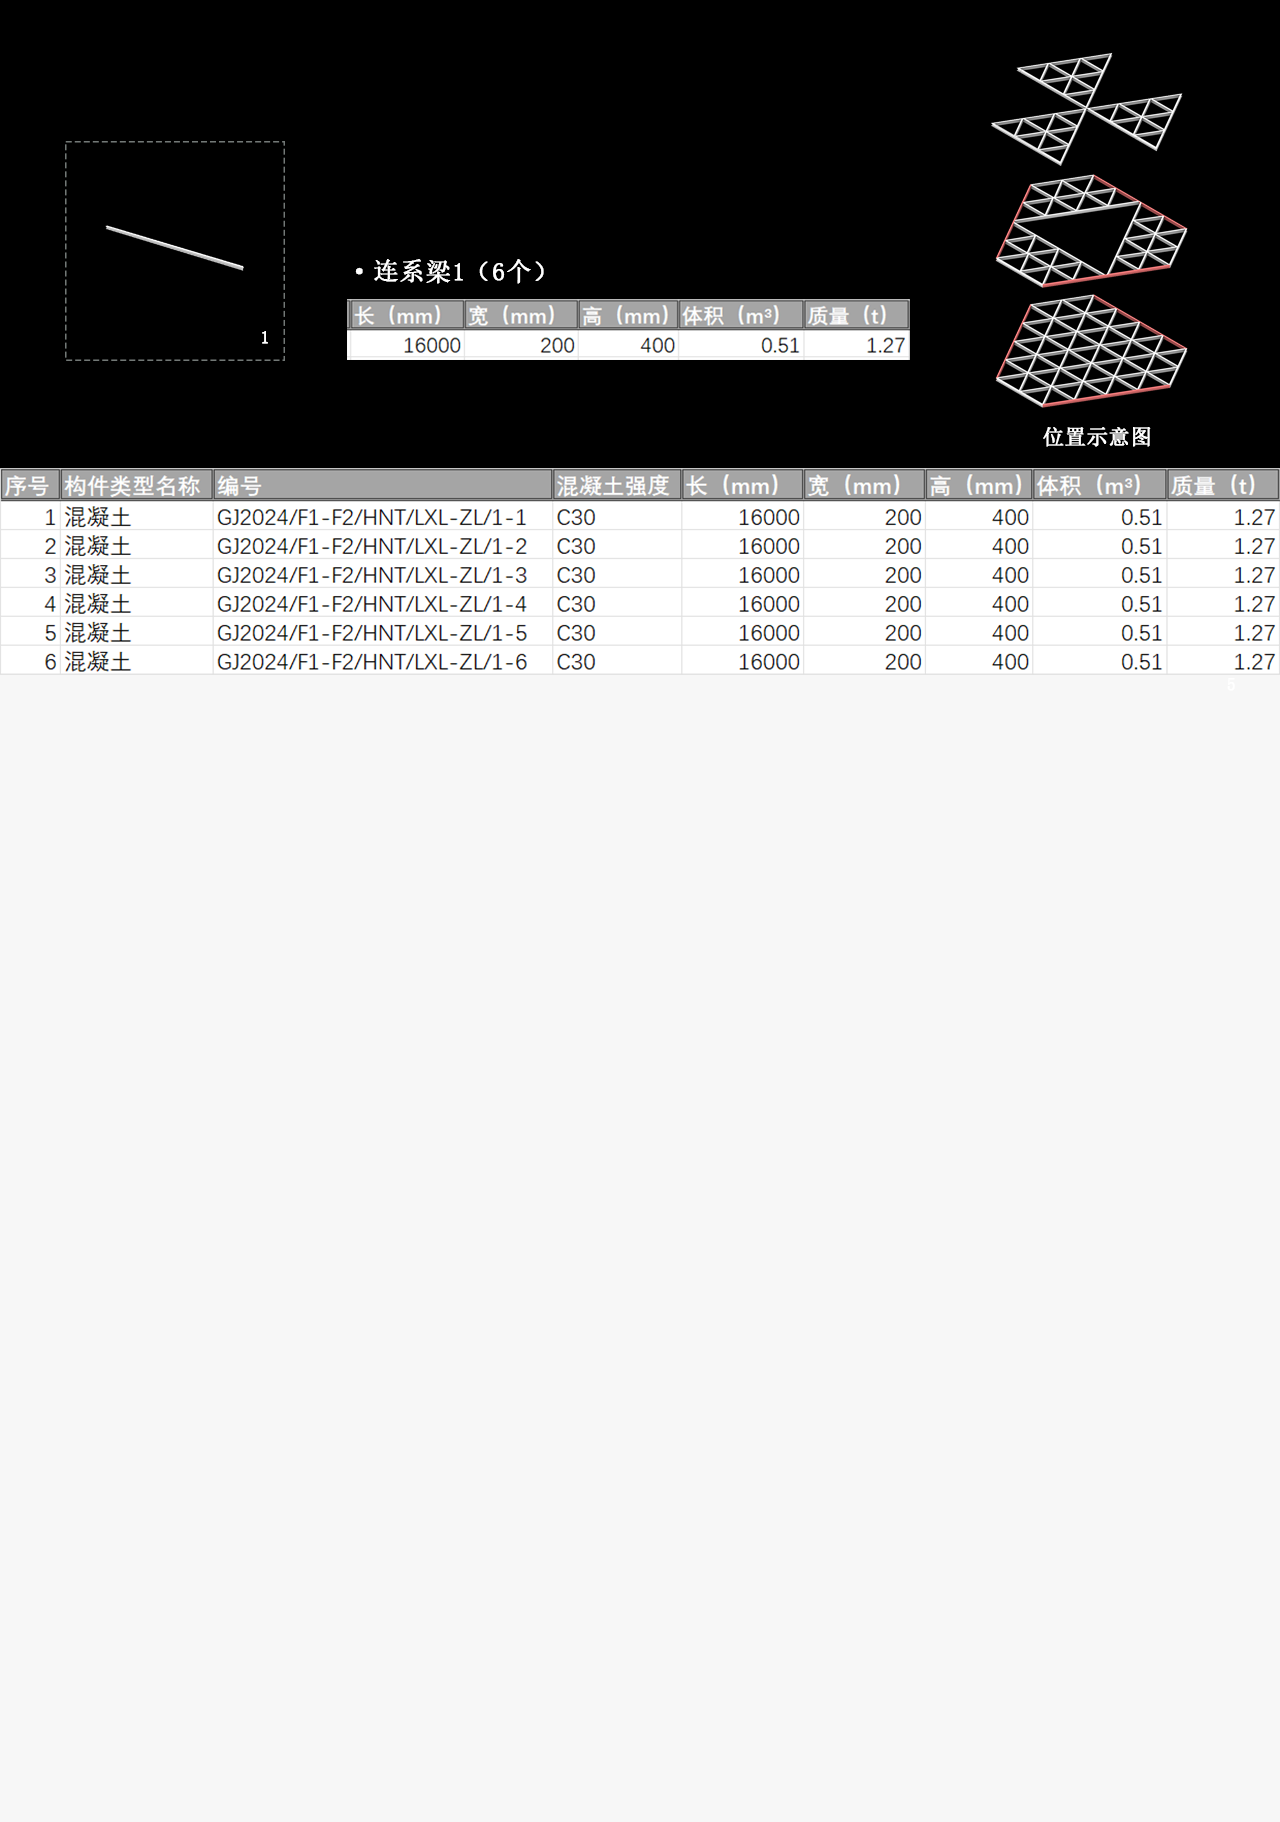 1
• 连系梁1（6个）
长（mm） 宽（mm） 高（mm） 体积（m³） 质量（t）
16000 200 400 0.51 1.27
位置示意图
序号 构件类型名称 编号 混凝土强度 长（mm） 宽（mm） 高（mm） 体积（m³） 质量（t）
1 混凝土 GJ2024/F1-F2/HNT/LXL-ZL/1-1 C30 16000 200 400 0.51 1.27
2 混凝土 GJ2024/F1-F2/HNT/LXL-ZL/1-2 C30 16000 200 400 0.51 1.27
3 混凝土 GJ2024/F1-F2/HNT/LXL-ZL/1-3 C30 16000 200 400 0.51 1.27
4 混凝土 GJ2024/F1-F2/HNT/LXL-ZL/1-4 C30 16000 200 400 0.51 1.27
5 混凝土 GJ2024/F1-F2/HNT/LXL-ZL/1-5 C30 16000 200 400 0.51 1.27
6 混凝土 GJ2024/F1-F2/HNT/LXL-ZL/1-6 C30 16000 200 400 0.51 1.27